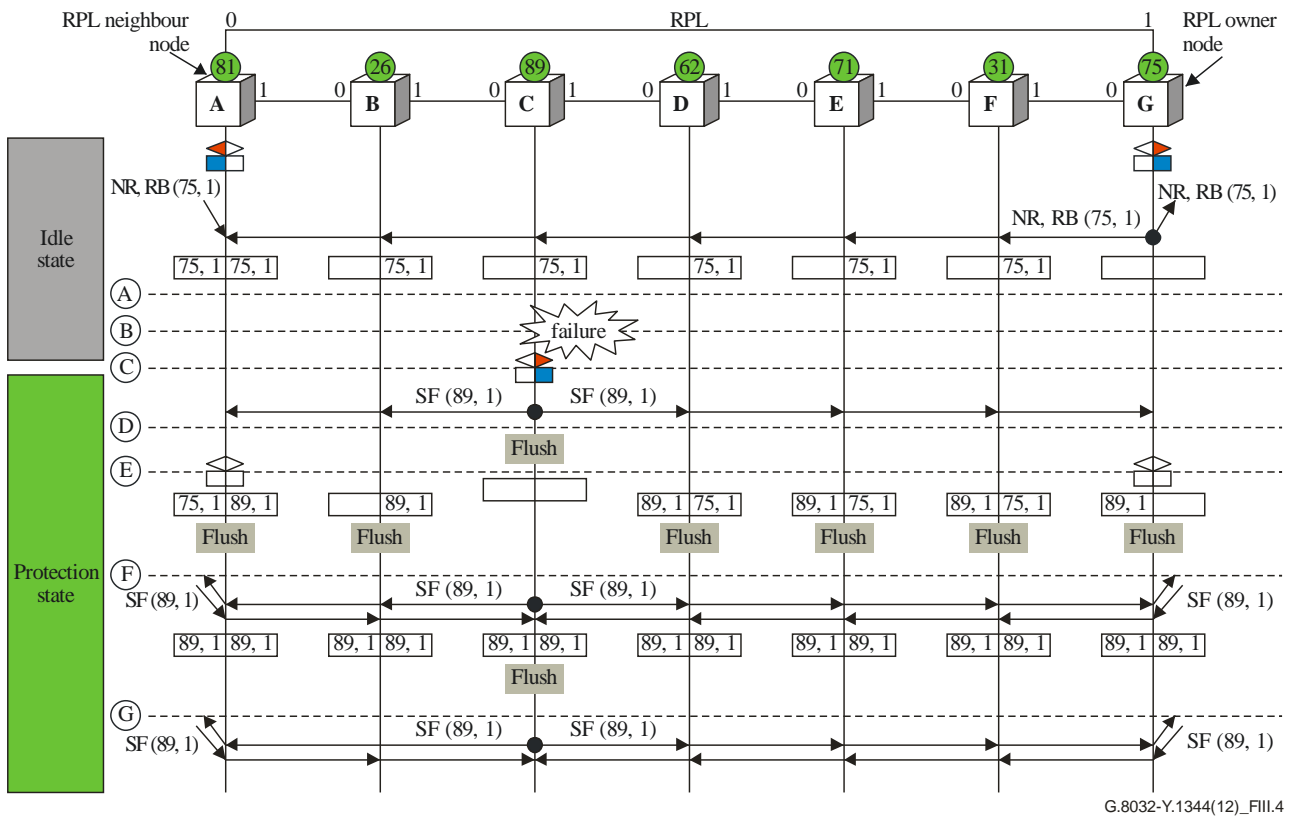 RPL neighbour node
0 RPL 1
RPL owner node
81 26 89 62 71 31 75
A 1 0 B 1 0 C 1 0 D 1 0 E 1 0 F 1 0 G
NR, RB (75, 1)
NR, RB (75, 1)
NR, RB (75, 1)
Idle state
75, 1 75, 1
75, 1
75, 1
75, 1
75, 1
75, 1
A
B
failure
C
SF (89, 1) SF (89, 1)
D
Flush
E
75, 1 89, 1
89, 1
89, 1 75, 1
89, 1 75, 1
89, 1 75, 1
89, 1
Flush Flush Flush Flush Flush Flush
Protection state
F
SF (89, 1) SF (89, 1) SF (89, 1) SF (89, 1)
89, 1 89, 1
89, 1 89, 1
89, 1 89, 1
89, 1 89, 1
89, 1 89, 1
89, 1 89, 1
89, 1 89, 1
Flush
G
SF (89, 1) SF (89, 1) SF (89, 1) SF (89, 1)
G.8032-Y.1344(12)_FIII.4